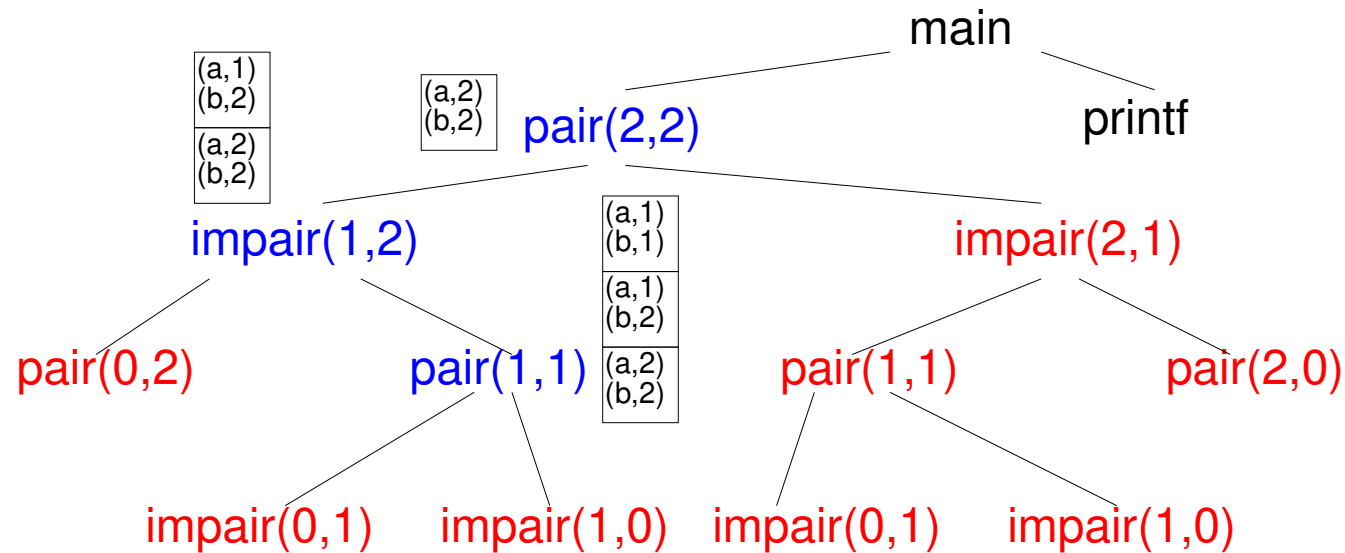 main
(a,1)
(b,2)
(a,2)
(b,2)
(a,2)
(b,2)
pair(2,2)
printf
impair(1,2)
(a,1)
(b,1)
(a,1)
(b,2)
(a,2)
(b,2)
impair(2,1)
pair(0,2)
pair(1,1)
pair(1,1)
pair(2,0)
impair(0,1)
impair(1,0)
impair(0,1)
impair(1,0)